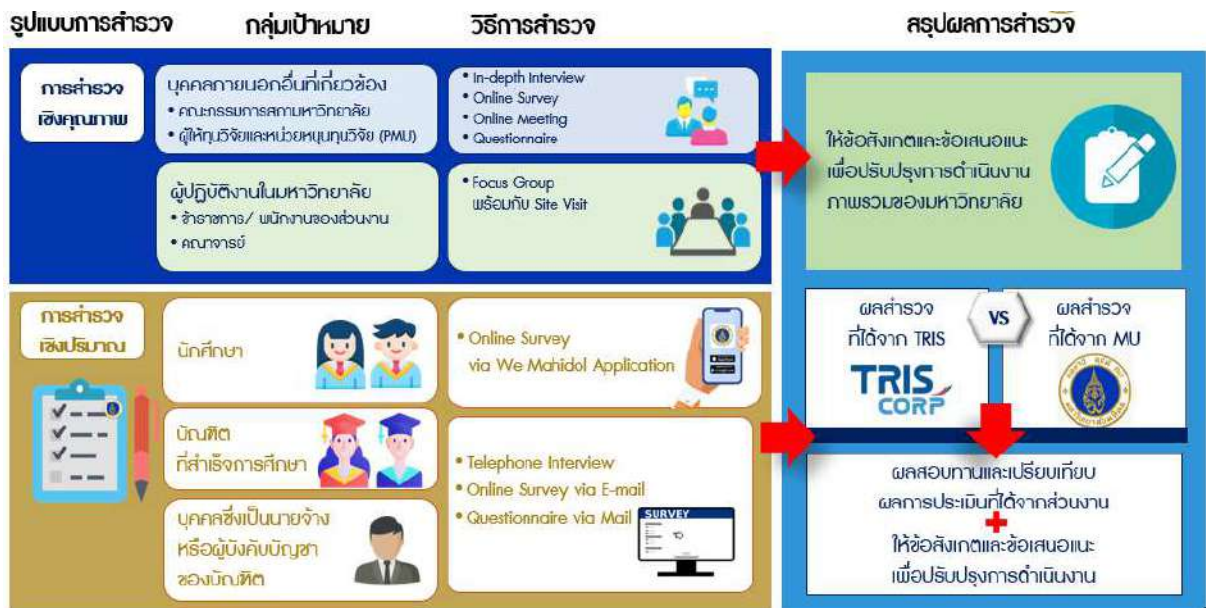 รูปแบบการสำรวจ
กลุ่มเป้าหมาย
วิธีการสำรวจ
สรุปผลการสำรวจ
การสำรวจ
เชิงคุณภาพ
บุคคลภายนอกอื่นที่เกี่ยวข้อง
• คณะกรรมการสภามหาวิทยาลัย
• ผู้ให้ทุนวิจัยและหน่วยหนุนทุนวิจัย (PMU)
• In-depth Interview
• Online Survey
• Online Meeting
• Questionnaire
ผู้ปฏิบัติงานในมหาวิทยาลัย
• ข้าราชการ/ พนักงานของส่วนงาน
• คณาจารย์
• Focus Group
พร้อมกับ Site Visit
ให้ข้อสังเกตและข้อเสนอแนะ
เพื่อปรับปรุงการดำเนินงาน
ภาพรวมของมหาวิทยาลัย
การสำรวจ
เชิงปริมาณ
นักศึกษา
• Online Survey
via We Mahidol Application
บัณฑิต
ที่สำเร็จการศึกษา
บุคคลซึ่งเป็นนายจ้าง
หรือผู้บังคับบัญชา
ของบัณฑิต
• Telephone Interview
• Online Survey via E-mail
• Questionnaire via Mail
SURVEY
ผลสำรวจ
ที่ได้จาก TRIS
TRIS
CORP
VS
ผลสำรวจ
ที่ได้จาก MU
ผลสอบทานและเปรียบเทียบ
ผลการประเมินที่ได้จากส่วนงาน
+
ให้ข้อสังเกตและข้อเสนอแนะ
เพื่อปรับปรุงการดำเนินงาน